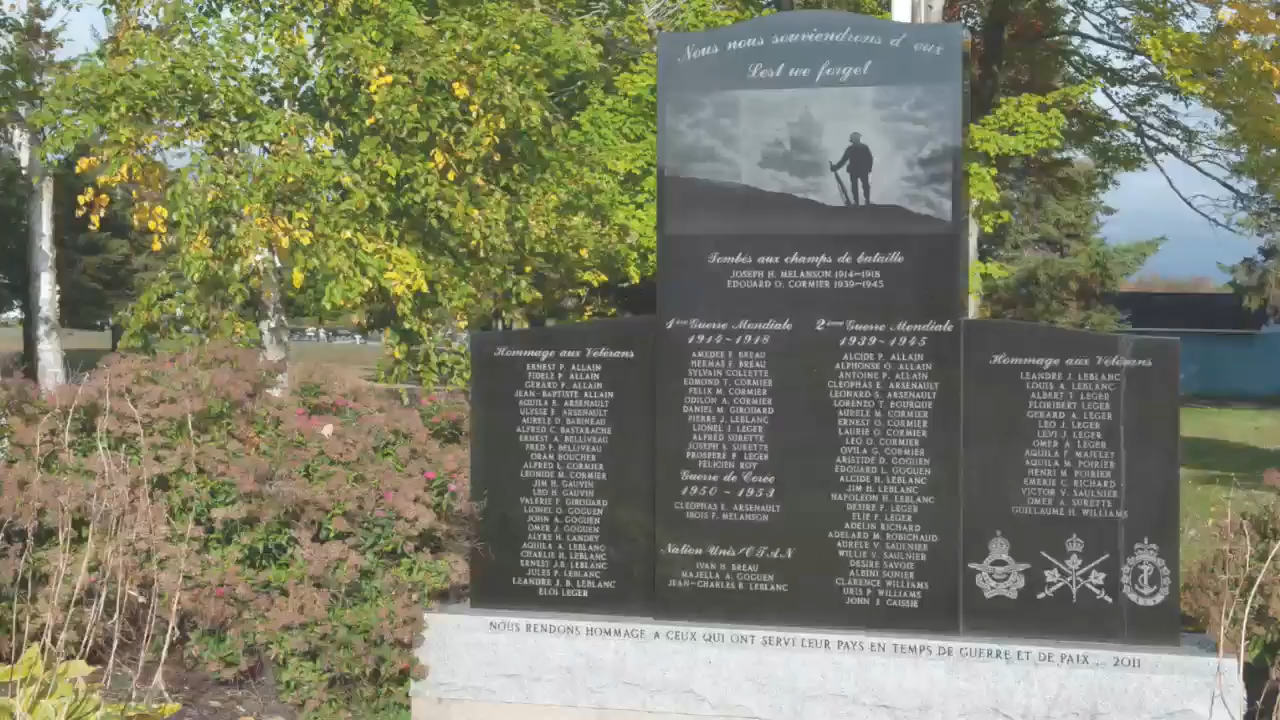 Nous nous souviendrons d'eux
Lest we forget
Tombés aux champs de bataille
JOSEPH H. MELANSON 1914-1918
EDOUARD O. CORMIER 1939-1945
Hommage aux Vétérans
ERNEST P. ALLAIN
FIDELE P. ALLAIN
GERARD P. ALLAIN
JEAN-BAPTISTE ALLAIN
AQUILA E. ARSENAULT
ULYSSE E. ARSENAULT
AURELE D. BABINEAU
ALFRED C. BASTARACHE
ERNEST A. BELLIVEAU
FRED P. BELLIVEAU
ORAM BOUCHER
ALFRED L. CORMIER
LEONIDE M. CORMIER
JIM H. GAUVIN
LEO H. GAUVIN
VALERIE F. GIROUARD
LIONEL O. GOGUEN
JOHN A. GOGUEN
OMER J. GOGUEN
ALYRE H. LANDRY
AQUILA A. LEBLANC
CHARLIE H. LEBLANC
ERNEST J.B. LEBLANC
JULES P. LEBLANC
LEANDRE J.B. LEBLANC
ELOI LEGER
1ère Guerre Mondiale
1914-1918
AMEDEE F. BREAU
HERMAS F. BREAU
SYLVAIN COLLETTE
EDMOND T. CORMIER
FELIX M. CORMIER
ODILON A. CORMIER
DANIEL M. GIROUARD
PIERRE J. LEBLANC
LIONEL J. LEGER
ALFRED SURETTE
JOSEPH S. SURETTE
PROSPERE P. LEGER
FELICIEN ROY
Guerre de Corée
1950 - 1953
CLEOPHAS E. ARSENAULT
P. MELANSON
Nation Unis/OTAN
IVAN H. BREAU
MAJELLA A. GOGUEN
JEAN-CHARLES B. LEBLANC
2ième Guerre Mondiale
1939-1945
ALCIDE P. ALLAIN
ALPHONSE O. ALLAIN
ANTOINE P. ALLAIN
CLEOPHAS E. ARSENAULT
LEONARD S. ARSENAULT
LORENZO T. BOURQUE
AURELE M. CORMIER
ERNEST O. CORMIER
LAURIE O. CORMIER
LEO O. CORMIER
OVILA G. CORMIER
ARISTIDE D. GOGUEN
EDOUARD L. GOGUEN
ALCIDE H. LEBLANC
JIM H. LEBLANC
NAPOLEON H. LEBLANC
DESIRE P. LEGER
ELIE P. LEGER
ADELIN RICHARD
ADELARD M. ROBICHAUD
AURELE V. SAULNIER
WILLIE V. SAULNIER
DESIRE SAVOIE
ALBINI SONIER
CLARENCE WILLIAMS
URIS P. WILLIAMS
JOHN J. CAISSIE
Hommage aux Vétérans
LEANDRE J. LEBLANC
LOUIS A. LEBLANC
ALBRET T. LEGER
FLORIBERT LEGER
GERARD A. LEGER
LEO J. LEGER
LEVI J. LEGER
OMER A. LEGER
AQUILA F. MAJELEY
AQUILA M. POIRIER
HENRI M. POIRIER
EMERIE C. RICHARD
VICTOR V. SAULNIER
OMER A. SURETTE
GUILLAUME H. WILLIAMS
NOUS RENDONS HOMMAGE A CEUX QUI ONT SERVI LEUR PAYS EN TEMPS DE GUERRE ET DE PAIX ... 2011